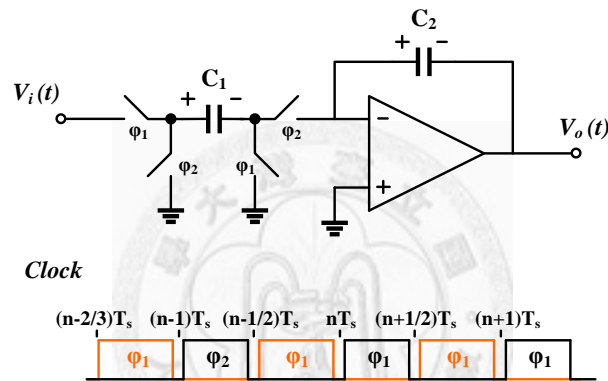 C₂
+ −
C₁
Vᵢ(t)
+ −
φ₁
φ₂
φ₂
φ₁
−
+
Vₒ(t)
Clock
(n-2/3)Tₛ (n-1)Tₛ (n-1/2)Tₛ nTₛ (n+1/2)Tₛ (n+1)Tₛ
φ₁ φ₂ φ₁ φ₁ φ₁ φ₁